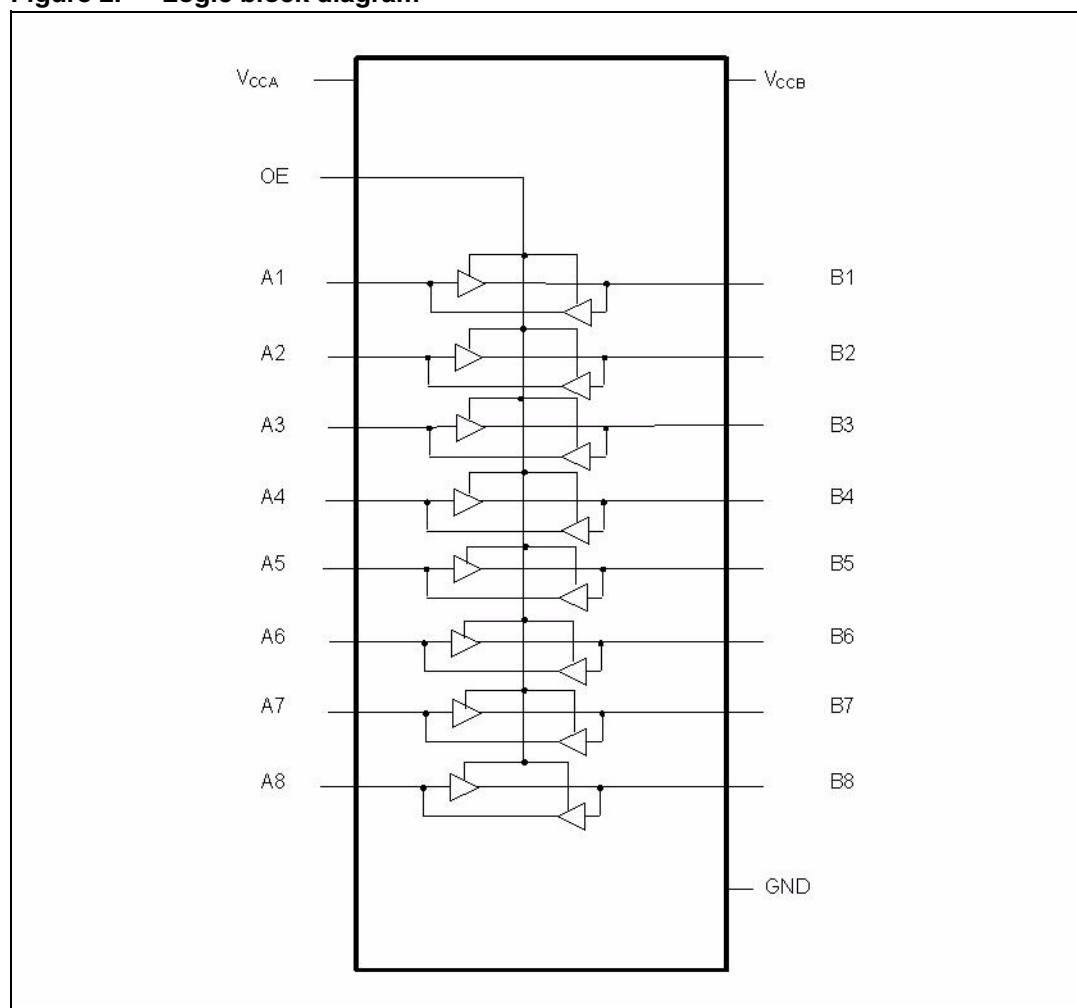 Figure 2. Logic block diagram
VCCA VCCB
OE
A1 B1
A2 B2
A3 B3
A4 B4
A5 B5
A6 B6
A7 B7
A8 B8
GND